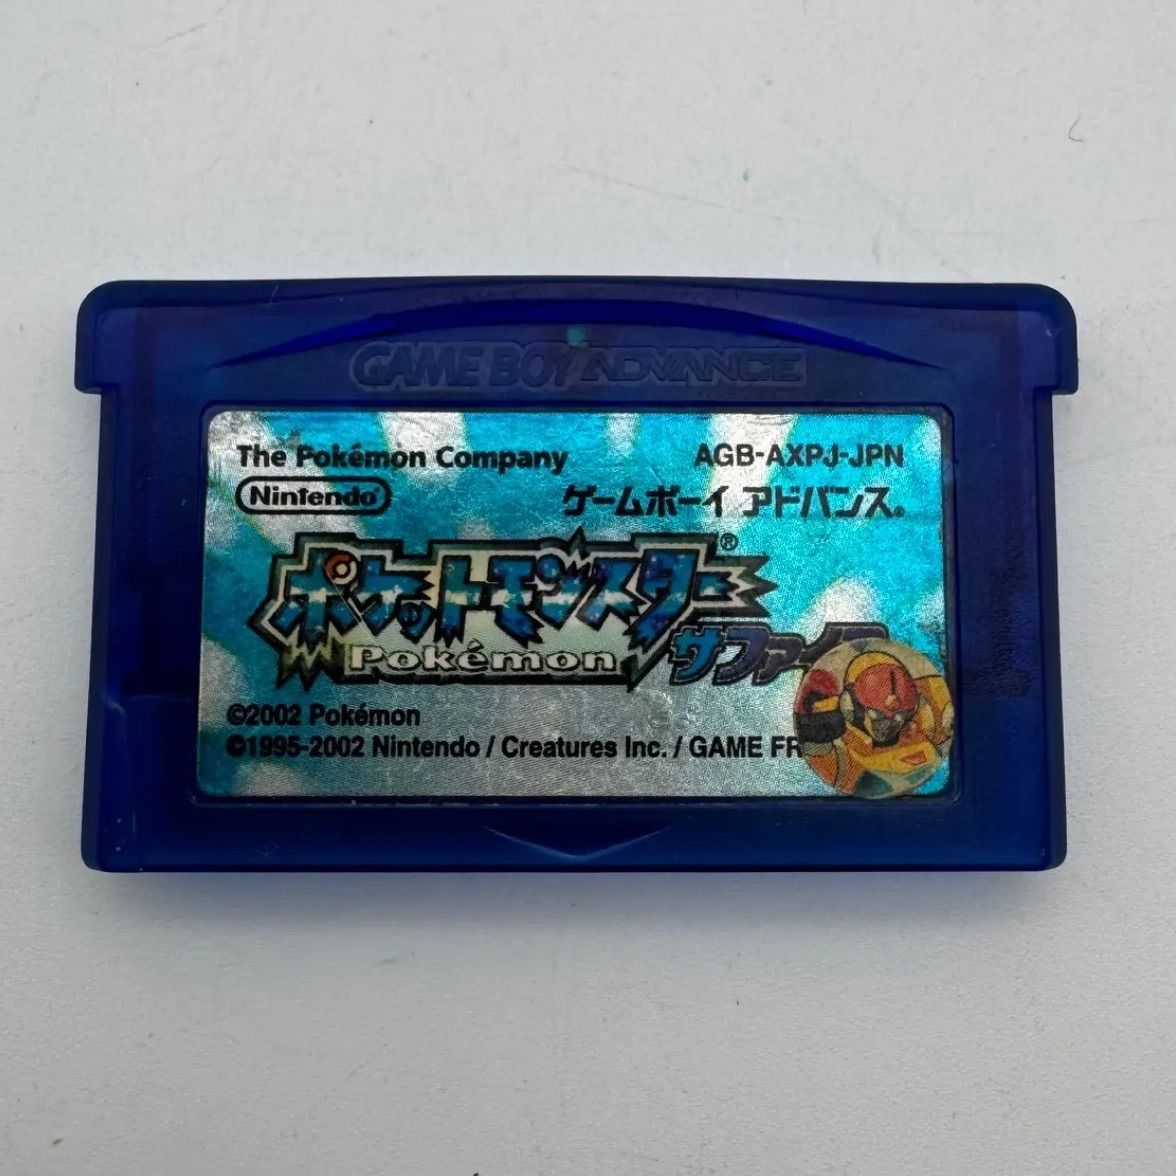 GAME BOY ADVANCE
The Pokémon Company
AGB-AXPJ-JPN
Nintendo®
ゲームボーイ アドバンス®
ポケットモンスター®
Pokémon
サファイ
©2002 Pokémon
©1995-2002 Nintendo / Creatures Inc. / GAME FR